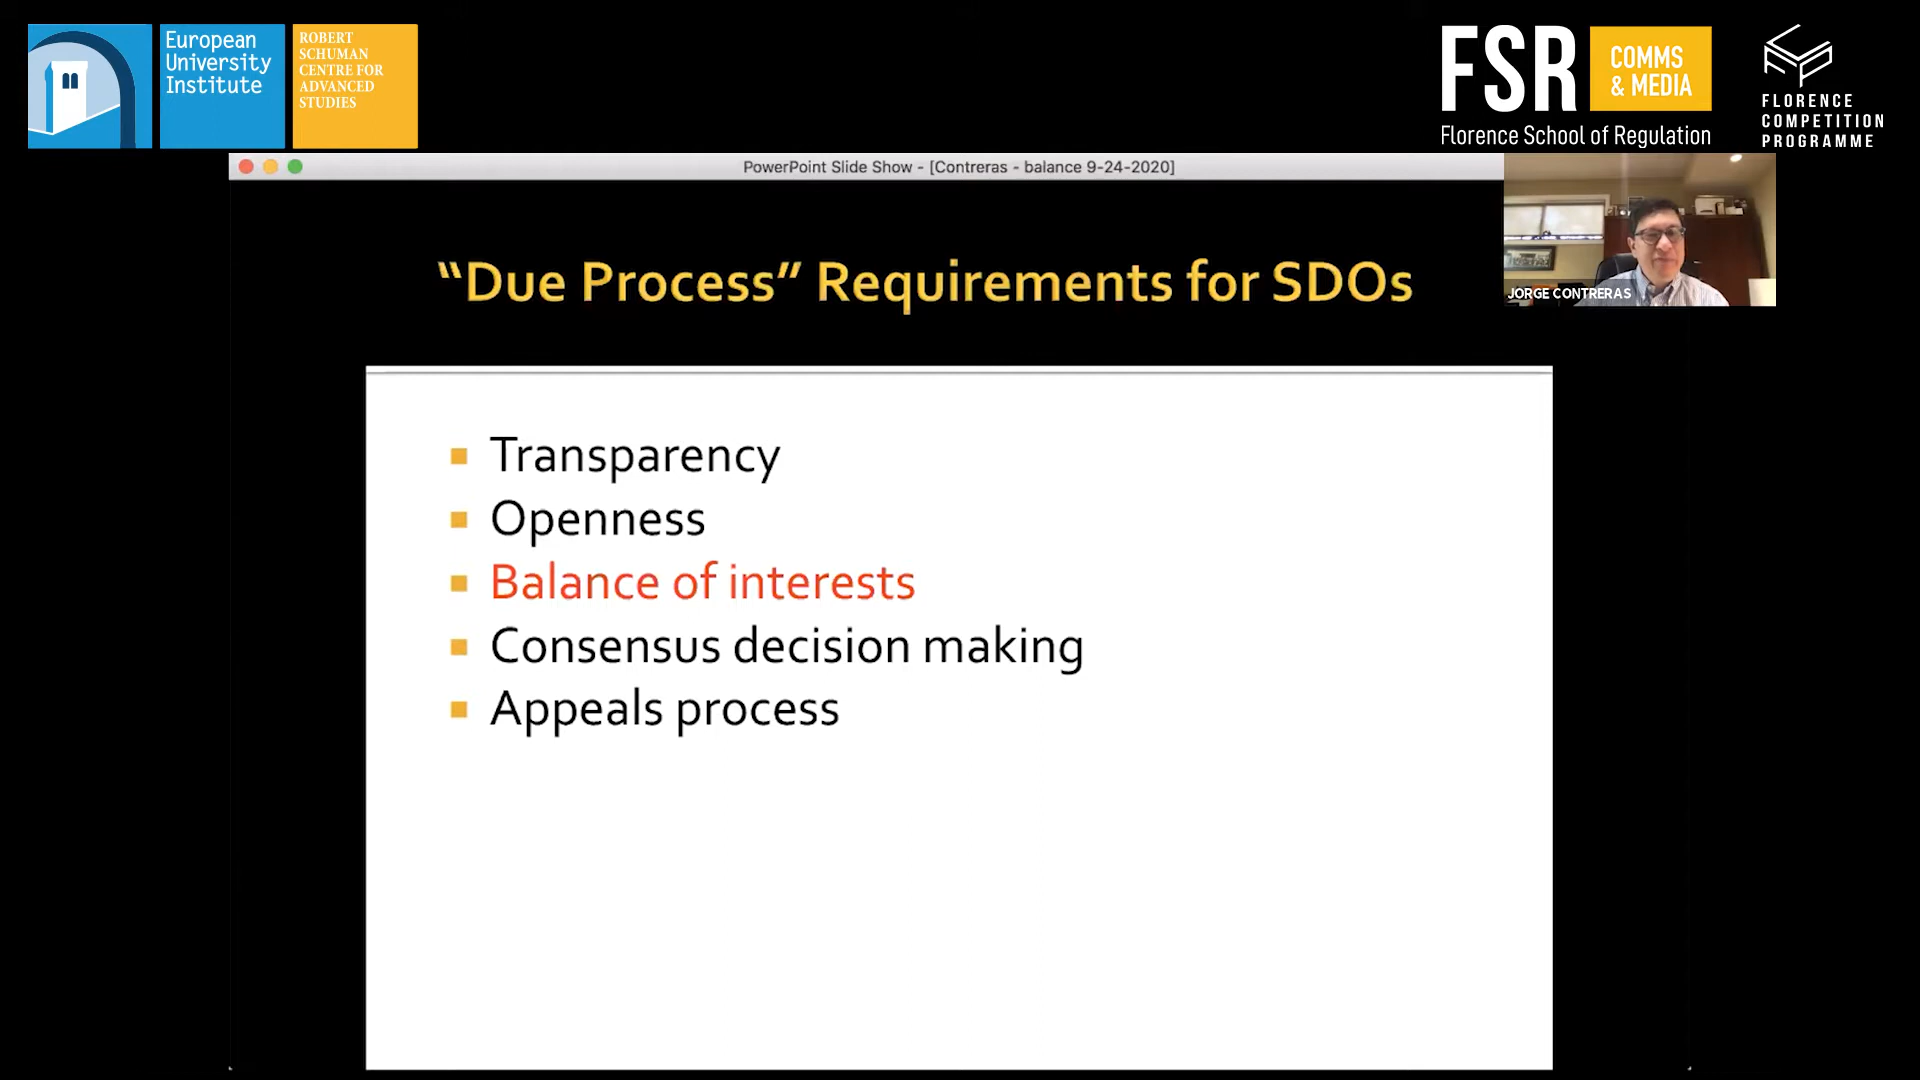 European
University
Institute
ROBERT
SCHUMAN
CENTRE FOR
ADVANCED
STUDIES
FSR
COMMS
& MEDIA
Florence School of Regulation
FLORENCE
COMPETITION
PROGRAMME
PowerPoint Slide Show - [Contreras - balance 9-24-2020]
JORGE CONTRERAS
“Due Process” Requirements for SDOs
Transparency
Openness
Balance of interests
Consensus decision making
Appeals process